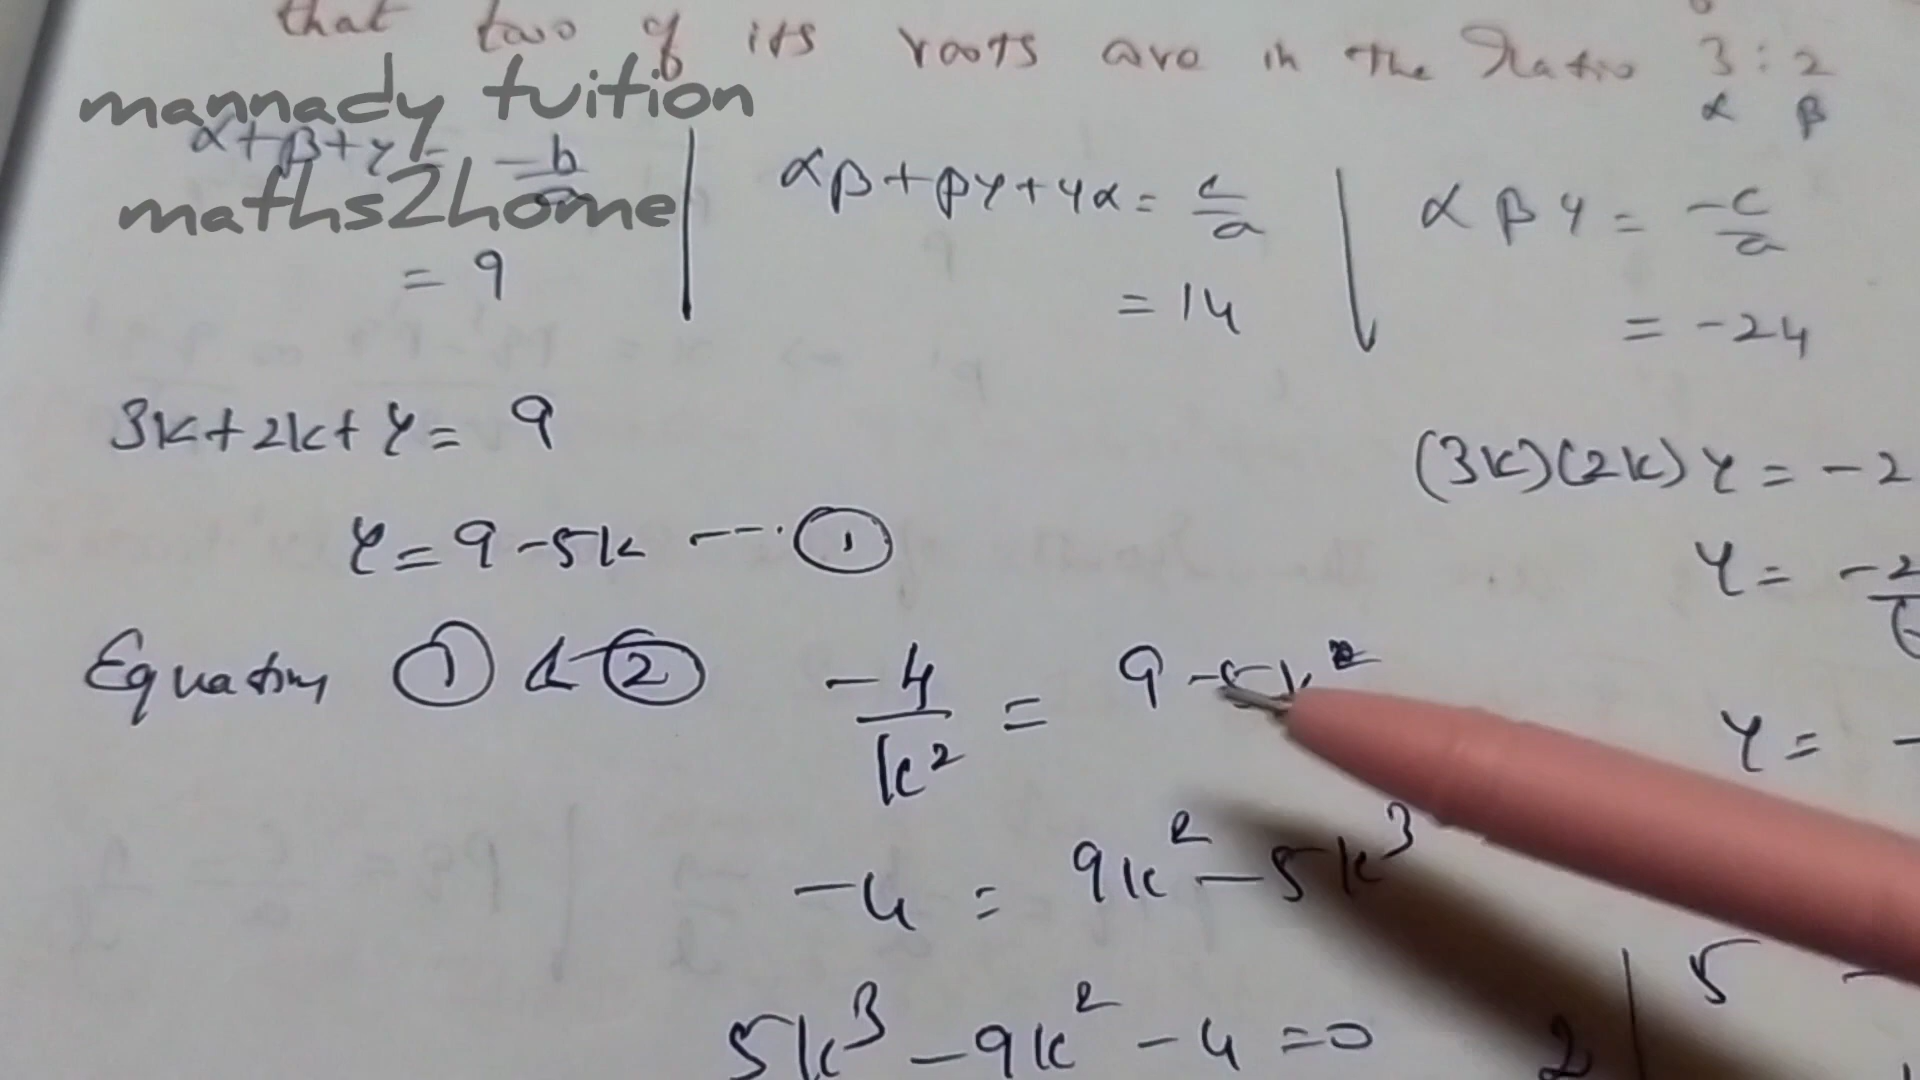 that two of its roots are in the Ratio 3:2
α β
mannady tuition
maths2home
α+β+γ = -b/a
= 9
αβ+βγ+γα = c/a
= 14
αβγ = -c/a
= -24
3k+2k+γ = 9
γ = 9-5k ---- ①
(3k)(2k)γ = -2
γ = -2
γ = -
Equation ① & ② -4/k² = 9-5k
-4 = 9k²-5k³
5k³-9k²-4=0
2 | 5 -